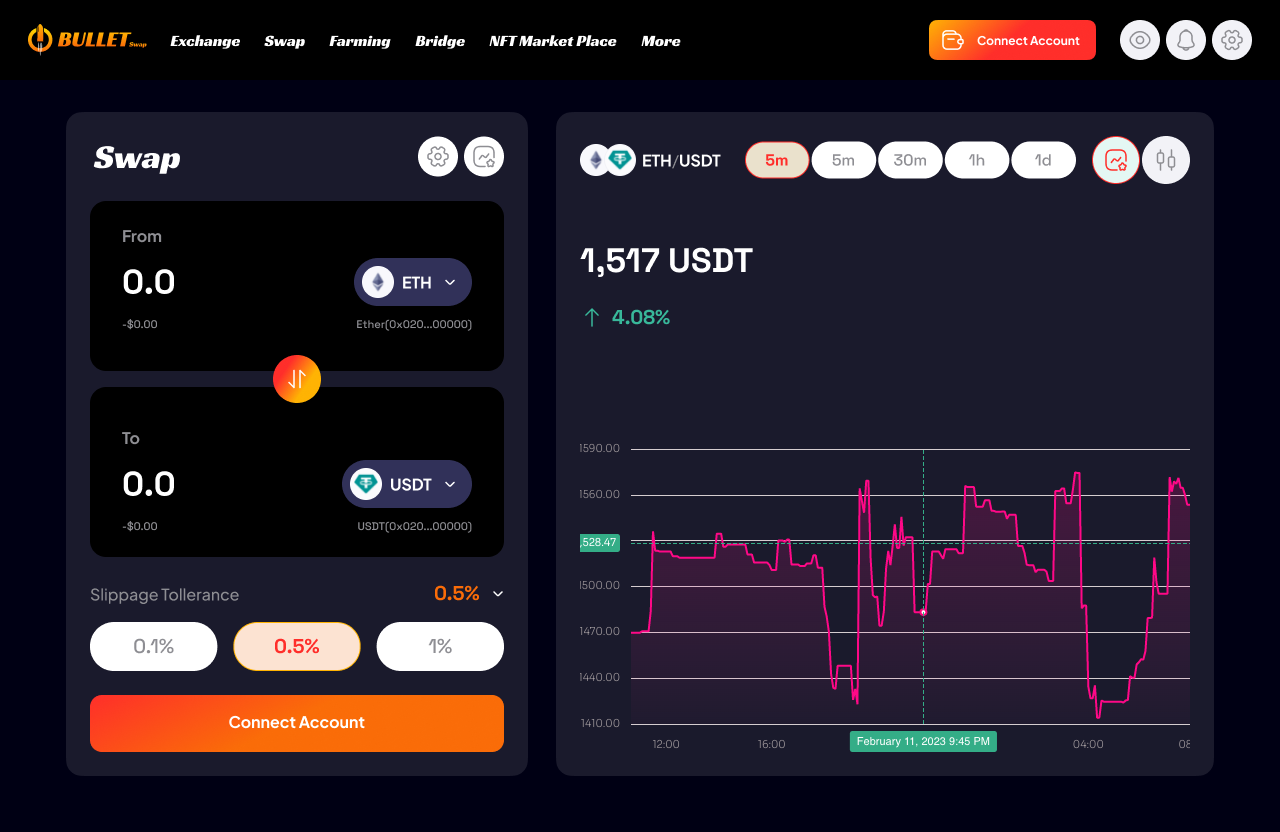 BULLET Swap Exchange Swap Farming Bridge NFT Market Place More Connect Account
Swap
From
0.0 ETH
-$0.00 Ether(0x020...00000)
To
0.0 USDT
-$0.00 USDT(0x020...00000)
Slippage Tollerance 0.5%
0.1% 0.5% 1%
Connect Account
ETH/USDT 5m 5m 30m 1h 1d
1,517 USDT
4.08%
1590.00
1560.00
,528.47
1500.00
1470.00
1440.00
1410.00
12:00 16:00 February 11, 2023 9:45 PM 04:00